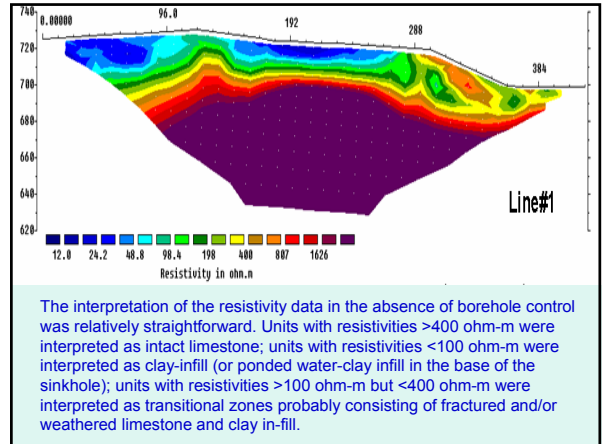 740
0.00000 96.0 192 288 384
720
700
680
660
640
620
Line#1
12.0 24.2 48.8 98.4 198 400 807 1626
Resistivity in ohm.m
The interpretation of the resistivity data in the absence of borehole control
was relatively straightforward. Units with resistivities >400 ohm-m were
interpreted as intact limestone; units with resistivities <100 ohm-m were
interpreted as clay-infill (or ponded water-clay infill in the base of the
sinkhole); units with resistivities >100 ohm-m but <400 ohm-m were
interpreted as transitional zones probably consisting of fractured and/or
weathered limestone and clay in-fill.